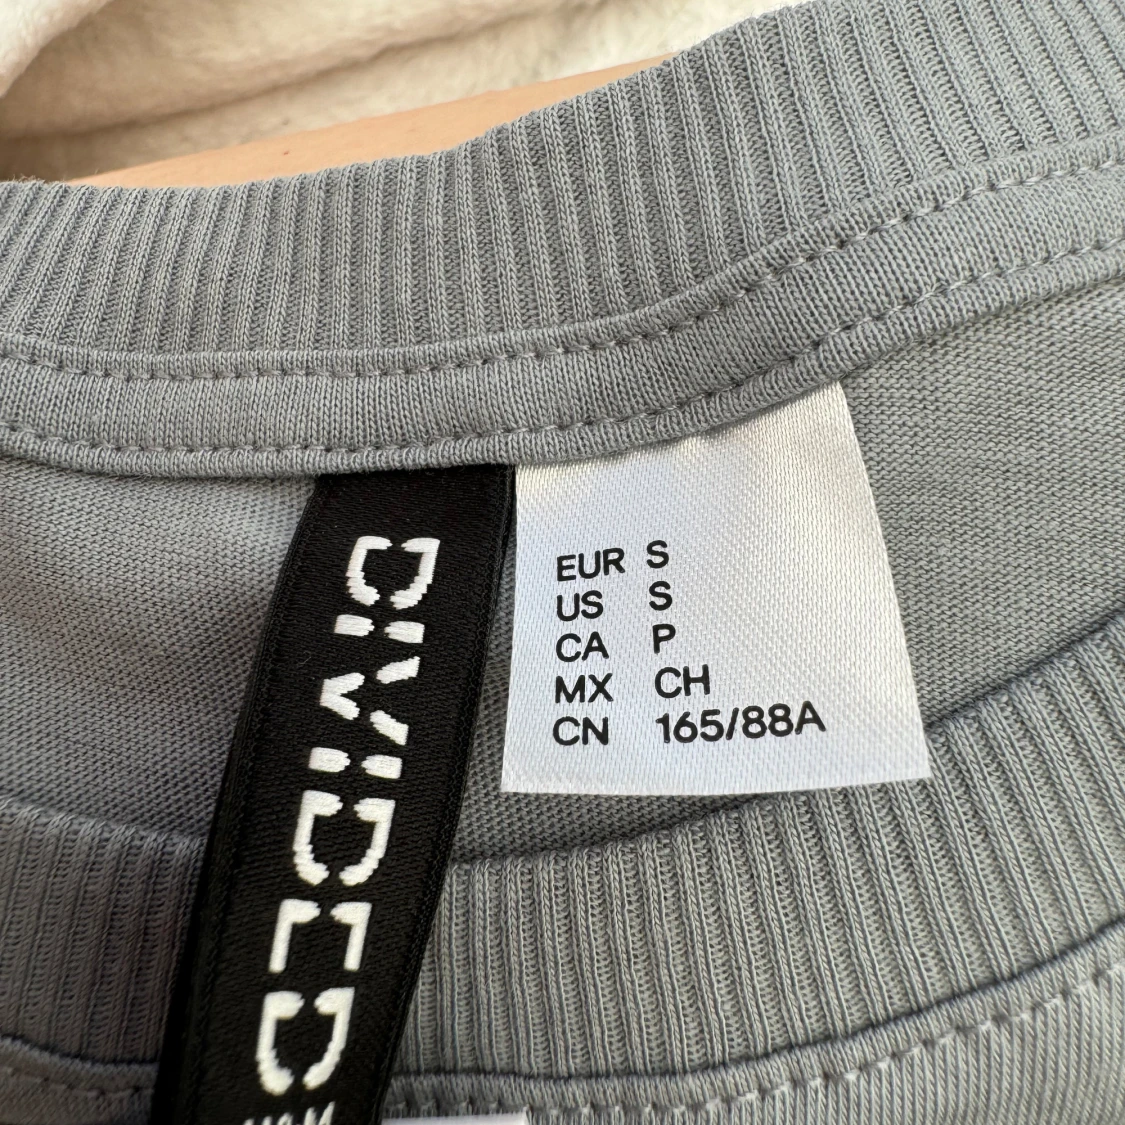 DIVIDED
H&M
EUR S
US S
CA P
MX CH
CN 165/88A